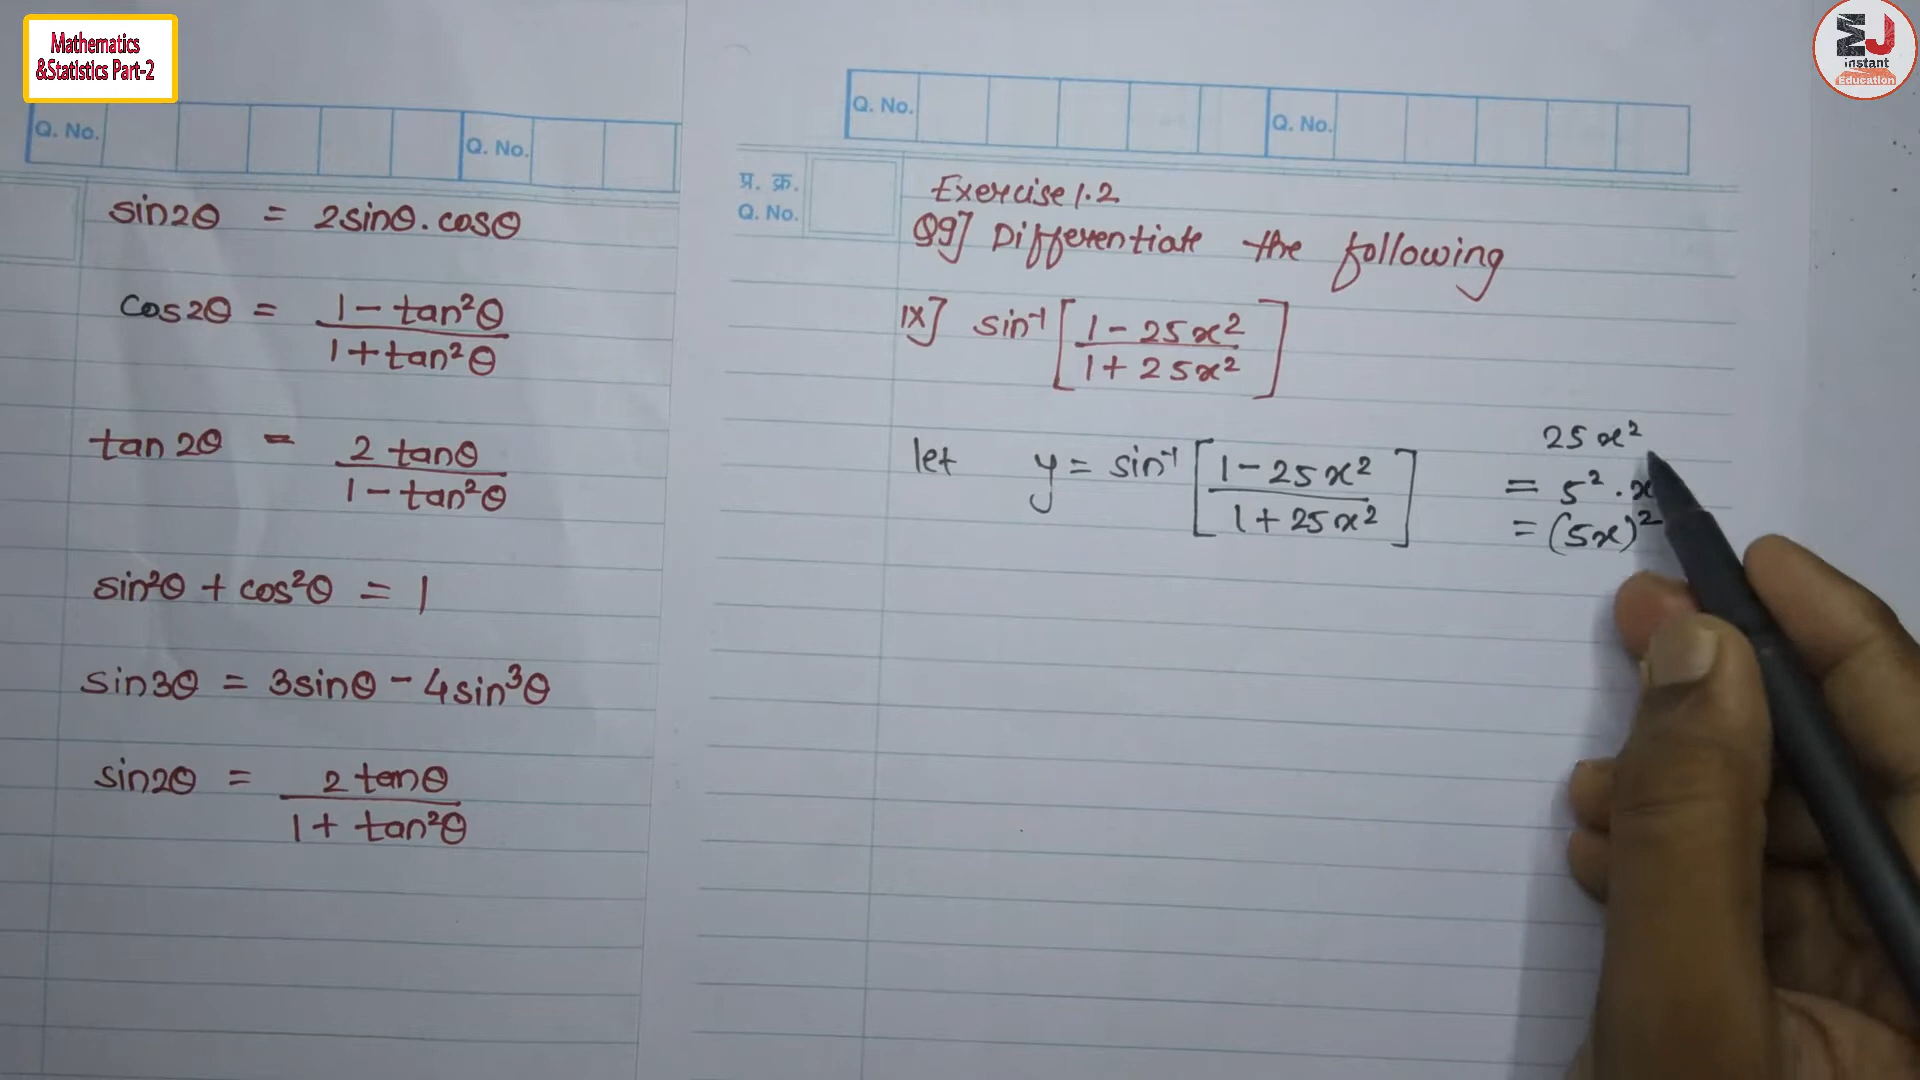 Mathematics
&Statistics Part-2
MJ
instant
Education
Q. No.
Q. No.
sin2θ = 2sinθ.cosθ
cos2θ = 1-tan²θ
1+tan²θ
tan2θ = 2 tanθ
1-tan²θ
sin²θ + cos²θ = 1
sin3θ = 3sinθ - 4sin³θ
sin2θ = 2 tanθ
1+ tan²θ
Q. No.
Q. No.
प्र. क्र.
Q. No.
Exercise 1.2
Q9] Differentiate the following
ix] sin⁻¹ [ 1-25x²
1+25x² ]
let y = sin⁻¹ [ 1-25x²
1+25x² ]
25x²
= 5².x
= (5x)²